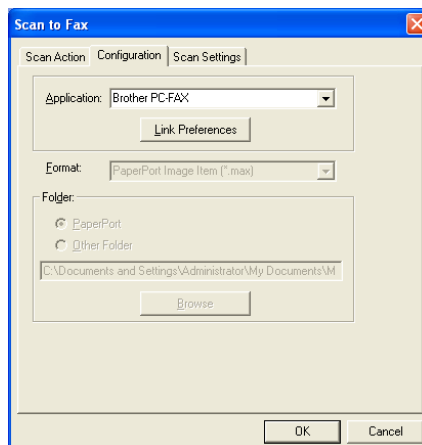 Scan to Fax
Scan Action Configuration Scan Settings
Application: Brother PC-FAX
Link Preferences
Format: PaperPort Image Item (*.max)
Folder:
PaperPort
Other Folder
C:\Documents and Settings\Administrator\My Documents\M
Browse
OK Cancel